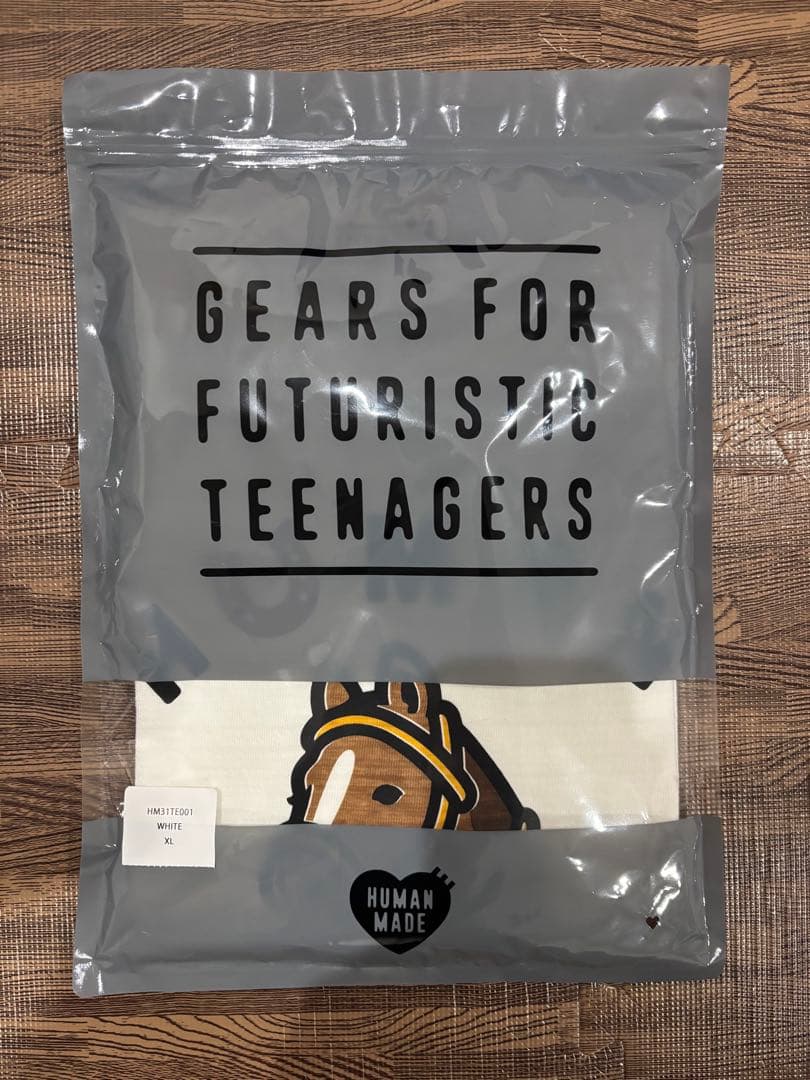 GEARS FOR
FUTURISTIC
TEENAGERS
HM31TE001
WHITE
XL
HUMAN
MADE